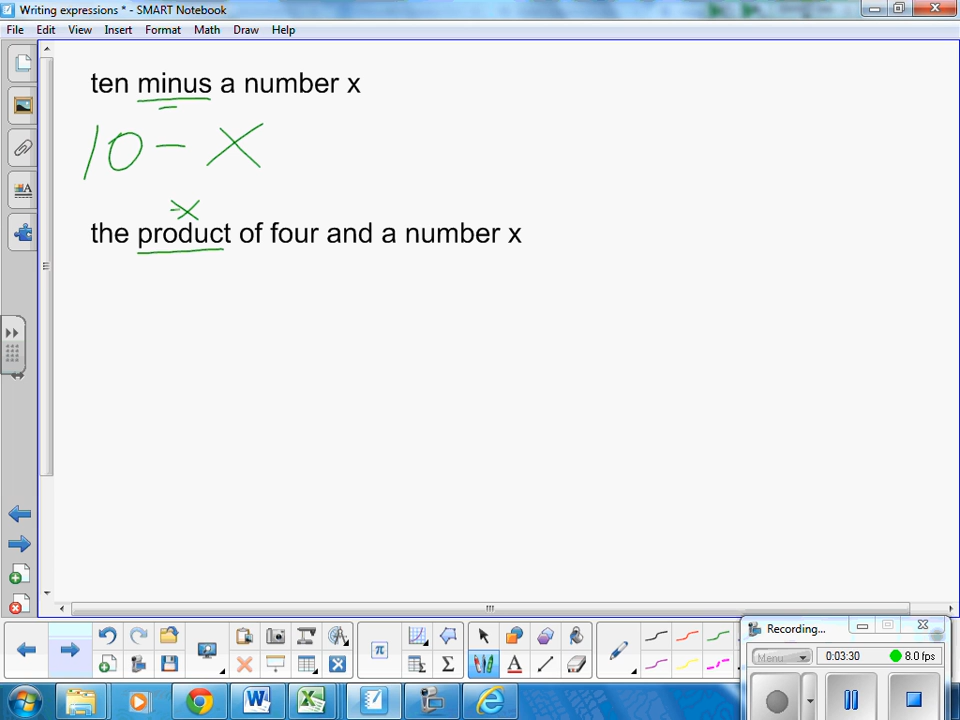 Writing expressions * - SMART Notebook
File Edit View Insert Format Math Draw Help
ten minus a number x
10 - x
x
the product of four and a number x
Recording...
Menu 0:03:30 8.0 fps